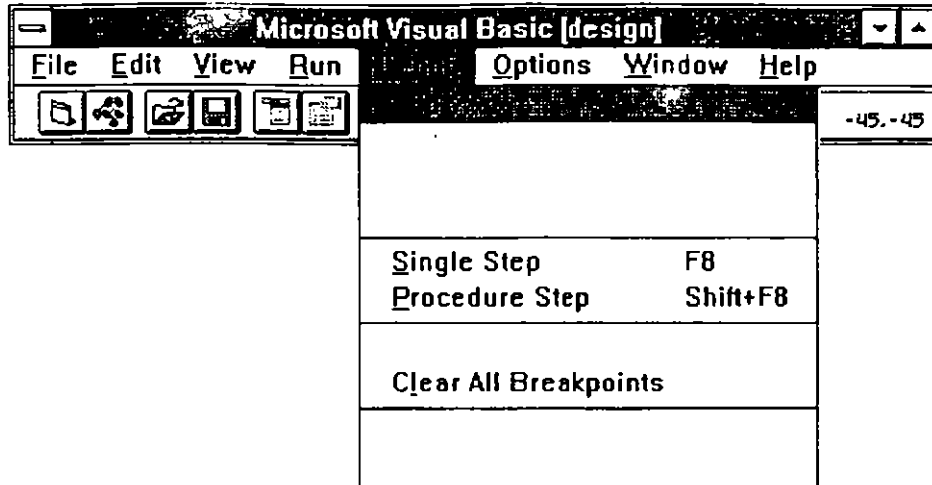 Microsoft Visual Basic [design]
File Edit View Run Options Window Help
-45,-45
Single Step F8
Procedure Step Shift+F8
Clear All Breakpoints